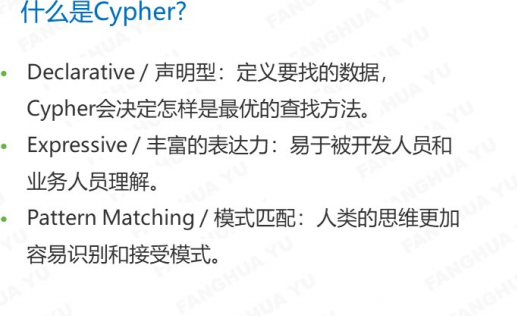 什么是Cypher?
• Declarative / 声明型：定义要找的数据，
Cypher会决定怎样是最优的查找方法。
• Expressive / 丰富的表达力：易于被开发人员和
业务人员理解。
• Pattern Matching / 模式匹配：人类的思维更加
容易识别和接受模式。
FANGHUA YU